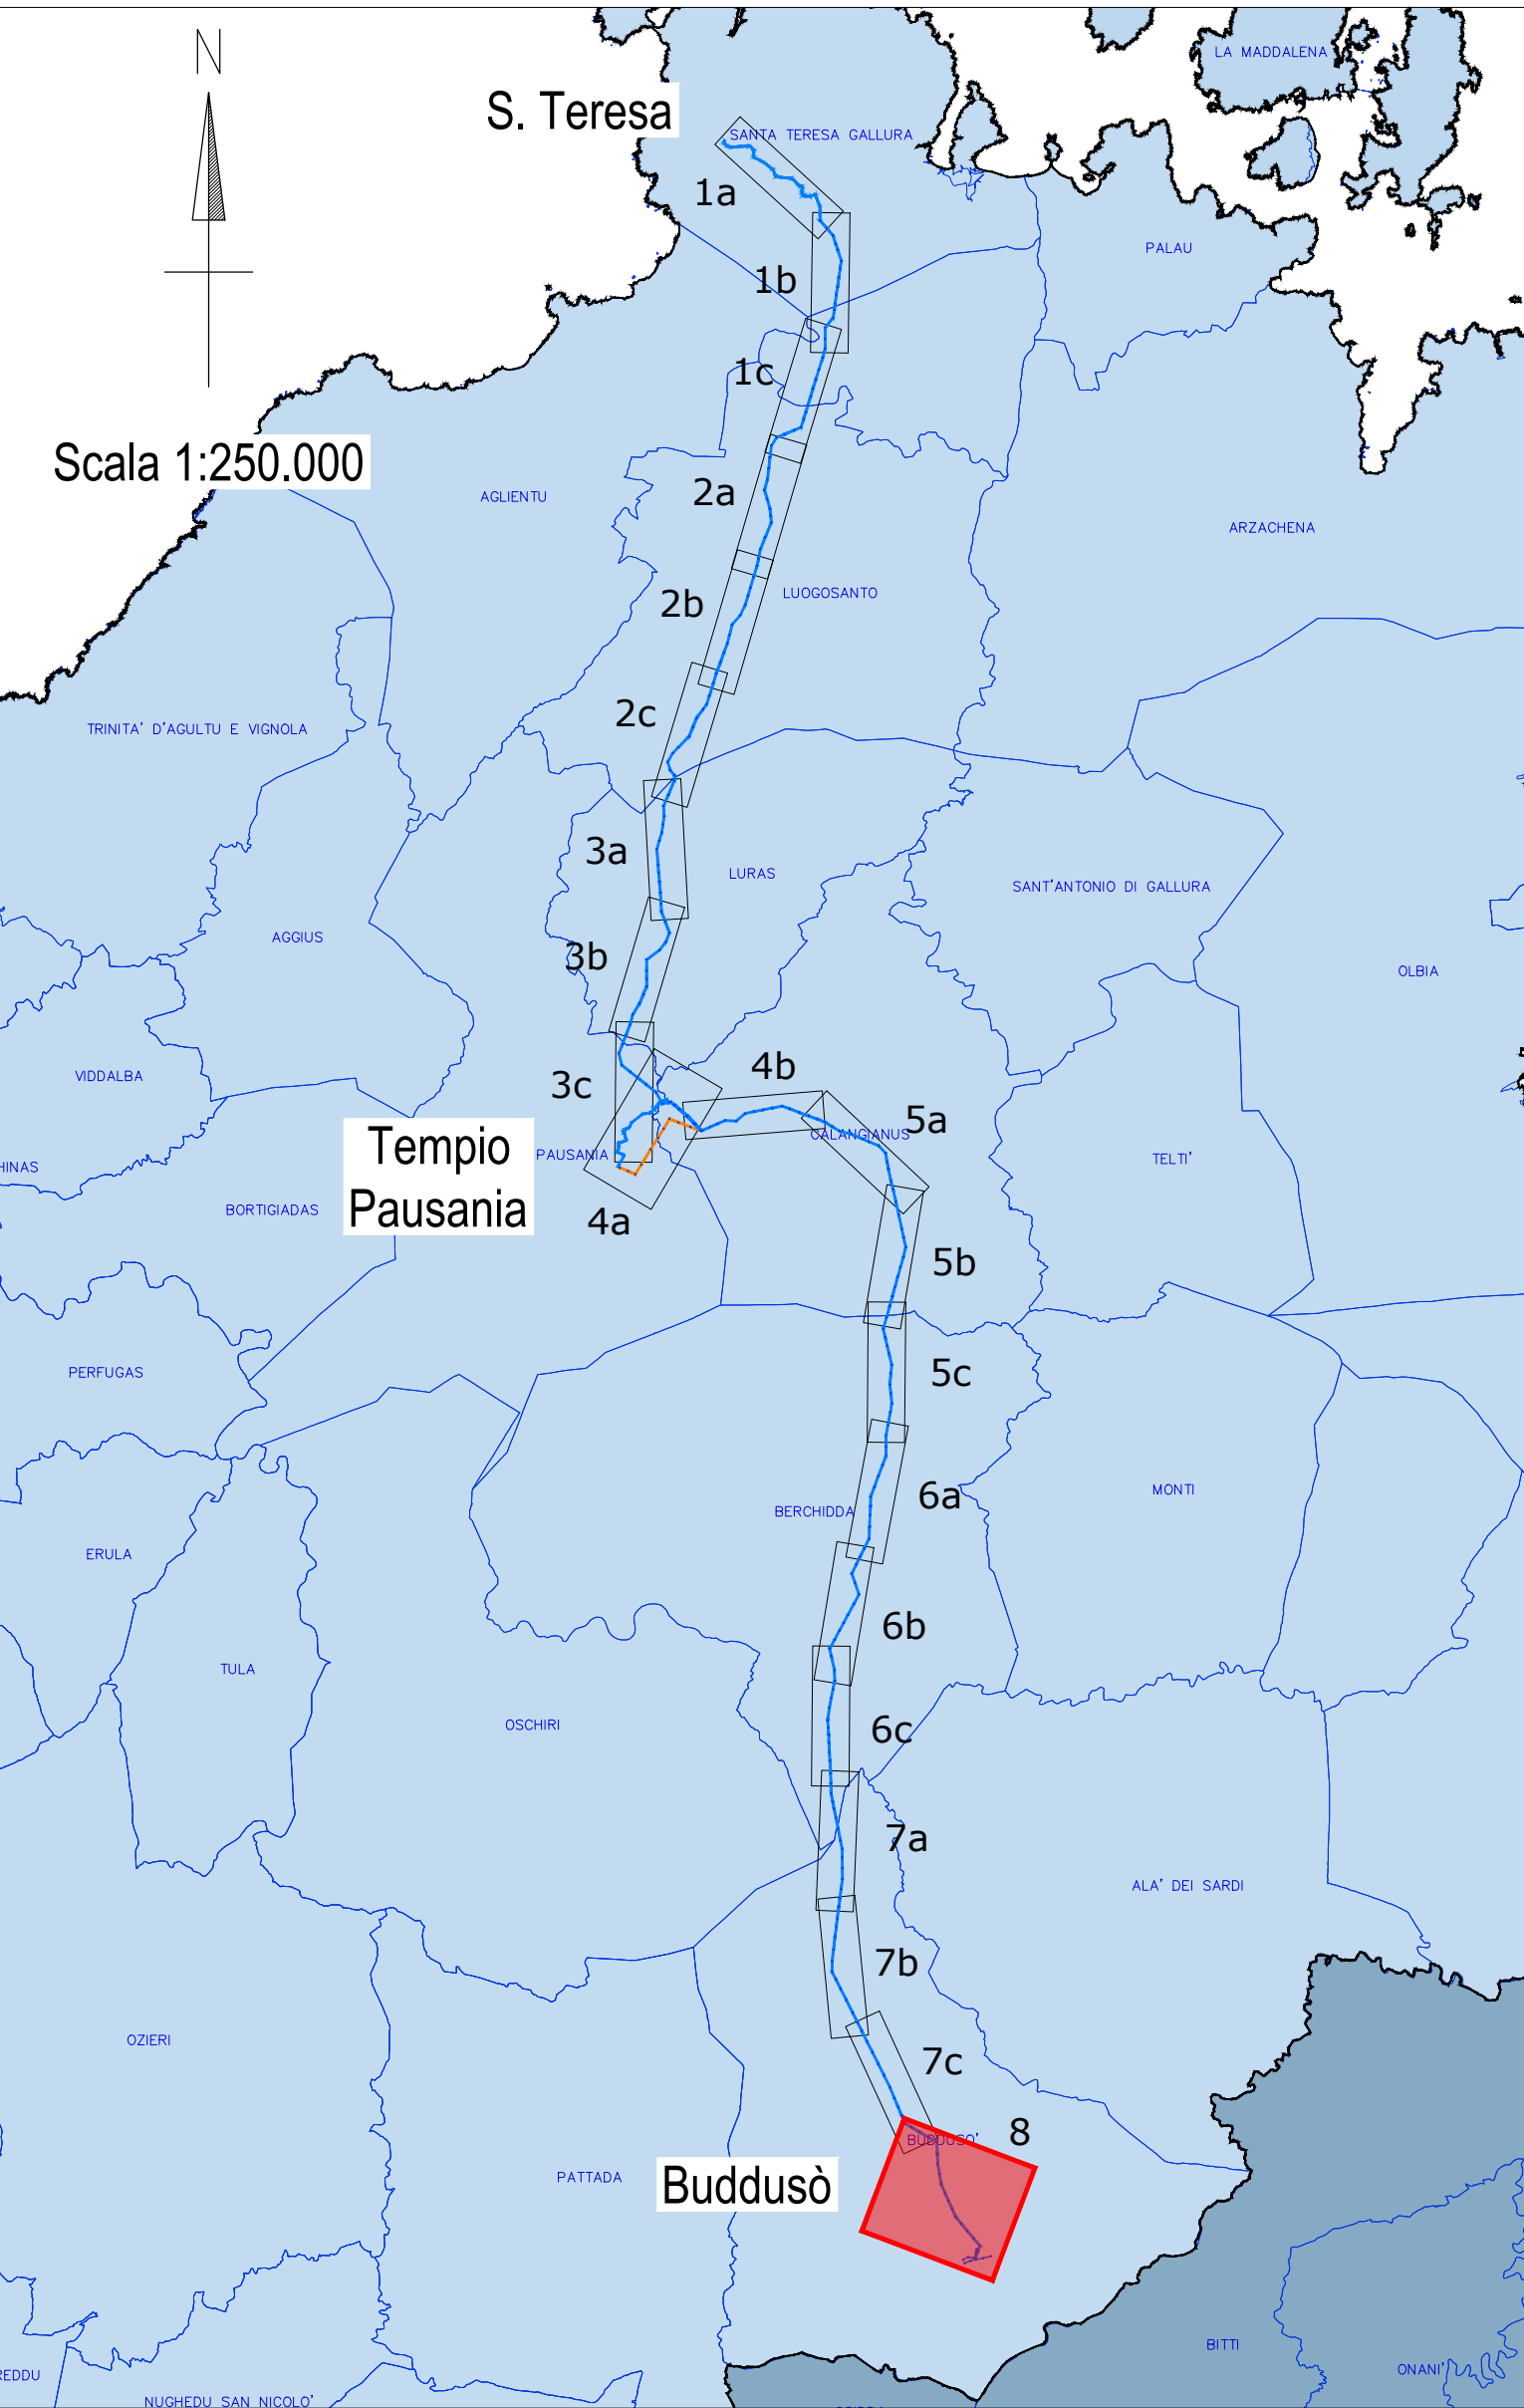 N
LA MADDALENA
S. Teresa
SANTA TERESA GALLURA
1a
PALAU
1b
1c
Scala 1:250.000
AGLIENTU
2a
ARZACHENA
2b
LUOGOSANTO
2c
TRINITA' D'AGULTU E VIGNOLA
3a
LURAS
SANT'ANTONIO DI GALLURA
AGGIUS
3b
OLBIA
4b
VIDDALBA
3c
5a
CALANGIANUS
Tempio
Pausania
PAUSANIA
TELTI'
HINAS
BORTIGIADAS
4a
5b
PERFUGAS
5c
6a
MONTI
BERCHIDDA
ERULA
6b
TULA
OSCHIRI
6c
7a
ALA' DEI SARDI
7b
OZIERI
7c
8
BUDDUSO'
PATTADA
Buddusò
BITTI
REDDU
ONANI'
NUGHEDU SAN NICOLO'